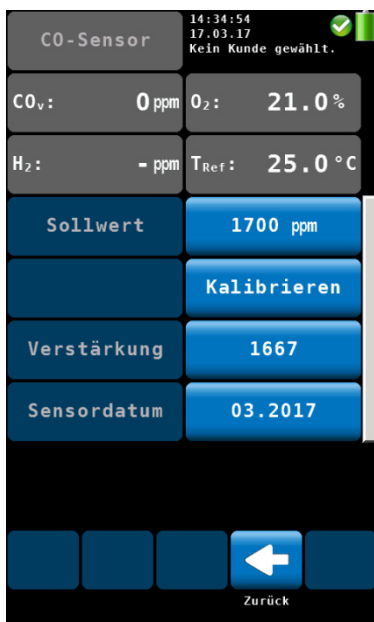 CO-Sensor
14:34:54
17.03.17
Kein Kunde gewählt.
COv: 0 ppm O2: 21.0 %
H2: - ppm TRef: 25.0 °C
Sollwert 1700 ppm
Kalibrieren
Verstärkung 1667
Sensordatum 03.2017
Zurück